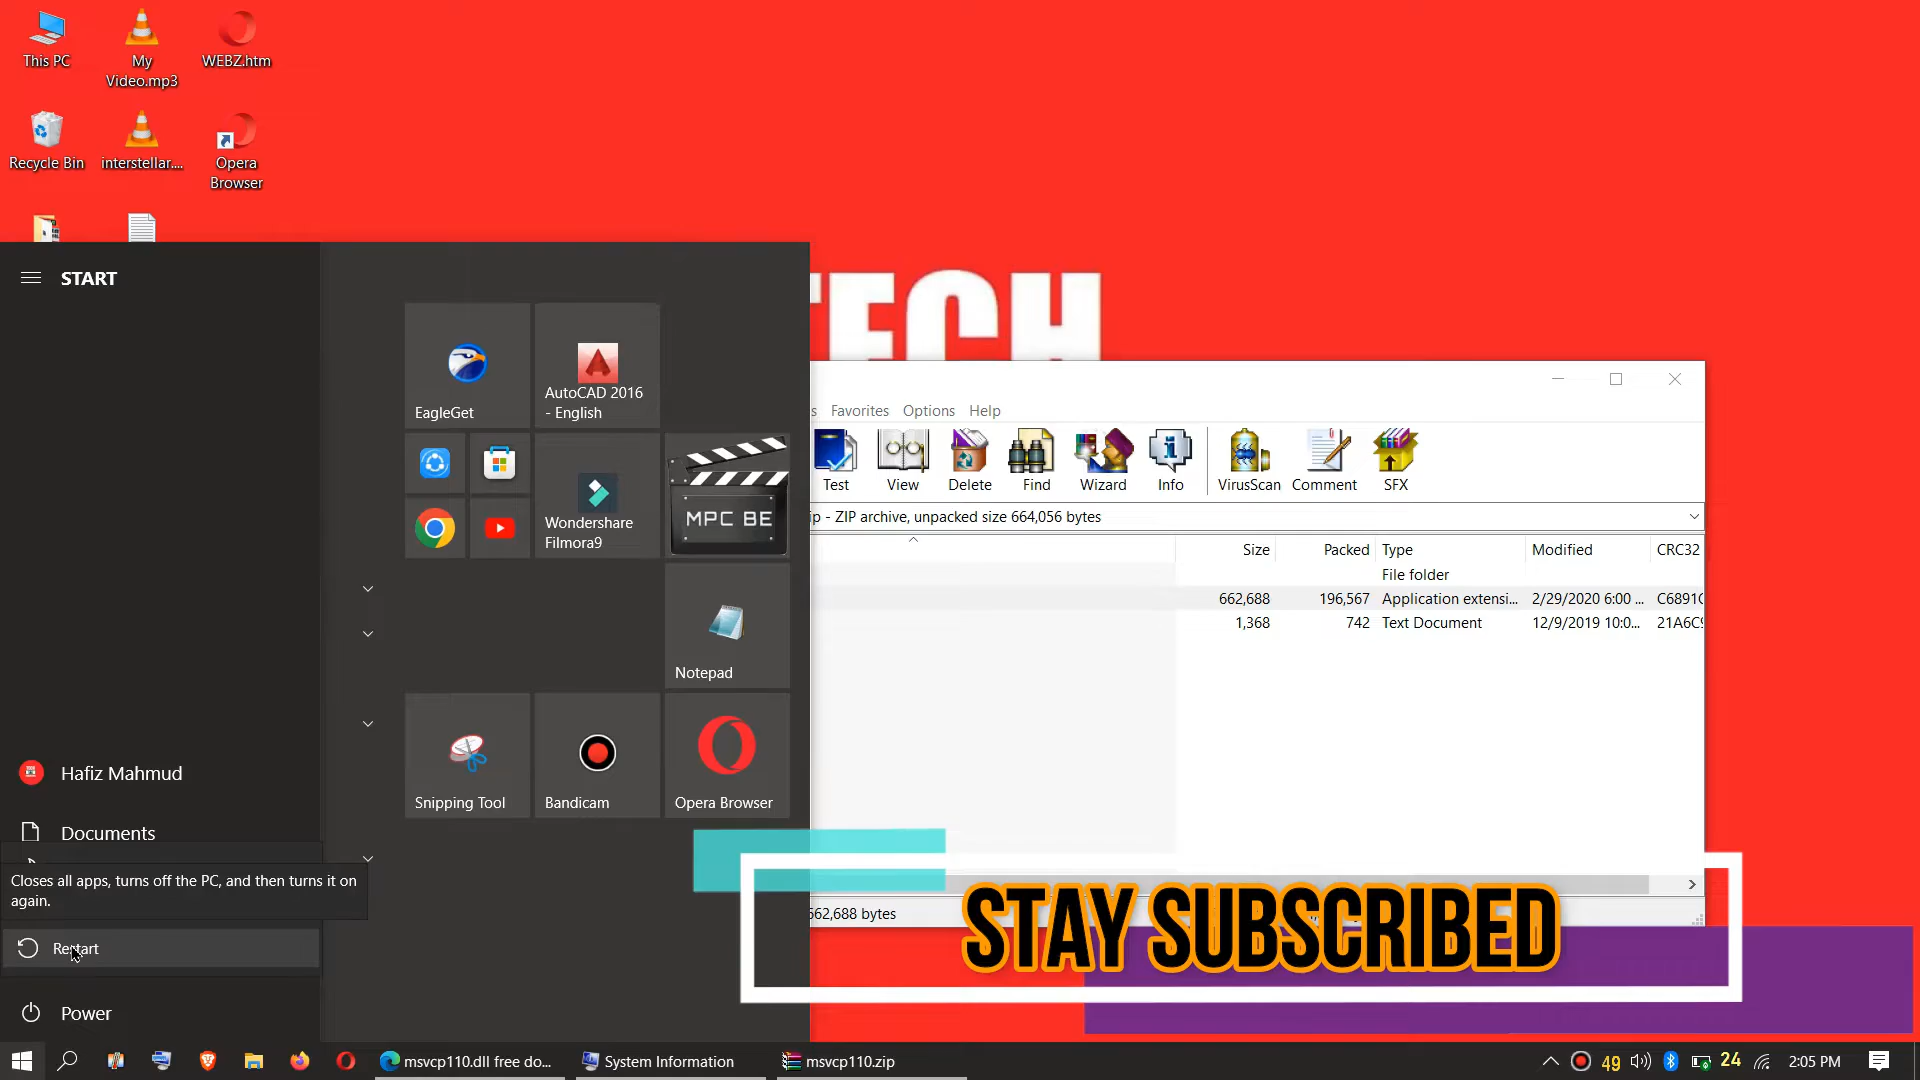 This PC
My
Video.mp3
WEBZ.htm
Recycle Bin
interstellar....
Opera
Browser
START
TECH
EagleGet
AutoCAD 2016
- English
Wondershare
Filmora9
MPC BE
Notepad
Snipping Tool
Bandicam
Opera Browser
Hafiz Mahmud
Documents
Closes all apps, turns off the PC, and then turns it on
again.
Restart
Power
s Favorites Options Help
Test View Delete Find Wizard Info VirusScan Comment SFX
ip - ZIP archive, unpacked size 664,056 bytes
Size Packed Type Modified CRC32
File folder
662,688 196,567 Application extensi... 2/29/2020 6:00 ... C6891C
1,368 742 Text Document 12/9/2019 10:0... 21A6C9
662,688 bytes
STAY SUBSCRIBED
msvcp110.dll free do...
System Information
msvcp110.zip
49
24
2:05 PM